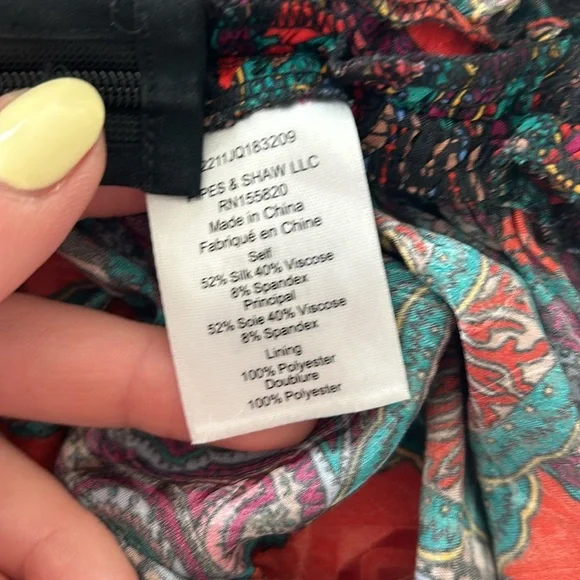 2211JQ183209
PES & SHAW LLC
RN155820
Made in China
Fabriqué en Chine
Self
52% Silk 40% Viscose
8% Spandex
Principal
52% Soie 40% Viscose
8% Spandex
Lining
100% Polyester
Doublure
100% Polyester